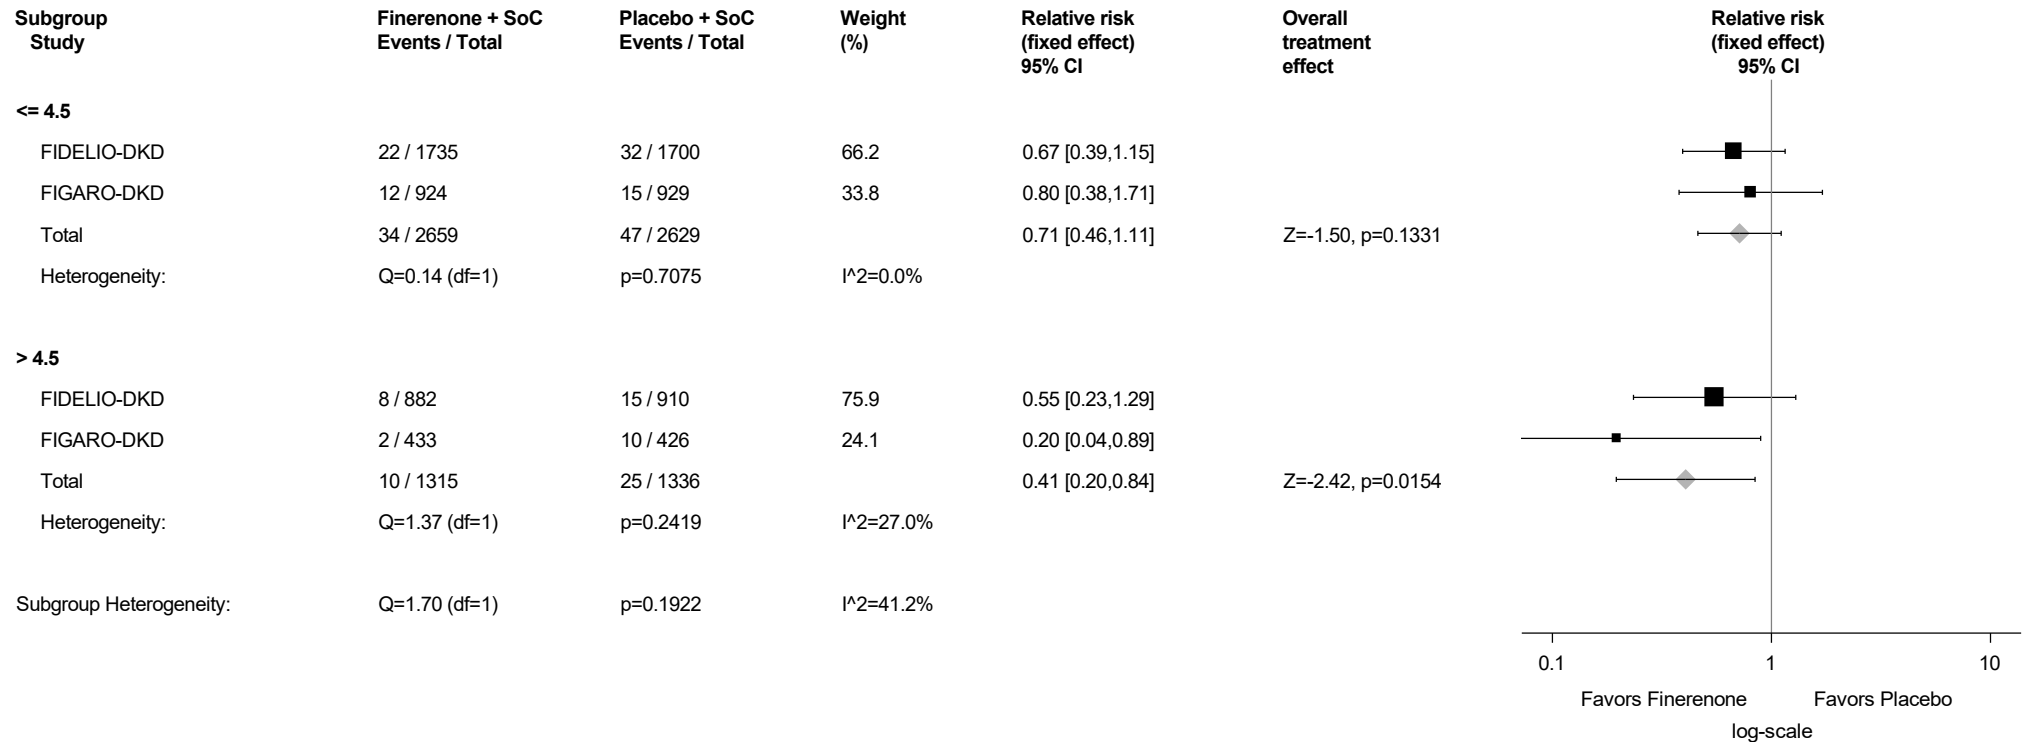 Subgroup Finerenone + SoC Placebo + SoC Weight Relative risk Overall Relative risk
Study Events / Total Events / Total (%) (fixed effect) treatment (fixed effect)
95% CI effect 95% CI
<= 4.5
FIDELIO-DKD 22 / 1735 32 / 1700 66.2 0.67 [0.39,1.15]
FIGARO-DKD 12 / 924 15 / 929 33.8 0.80 [0.38,1.71]
Total 34 / 2659 47 / 2629 0.71 [0.46,1.11] Z=-1.50, p=0.1331
Heterogeneity: Q=0.14 (df=1) p=0.7075 I^2=0.0%
> 4.5
FIDELIO-DKD 8 / 882 15 / 910 75.9 0.55 [0.23,1.29]
FIGARO-DKD 2 / 433 10 / 426 24.1 0.20 [0.04,0.89]
Total 10 / 1315 25 / 1336 0.41 [0.20,0.84] Z=-2.42, p=0.0154
Heterogeneity: Q=1.37 (df=1) p=0.2419 I^2=27.0%
Subgroup Heterogeneity: Q=1.70 (df=1) p=0.1922 I^2=41.2%
0.1 1 10
Favors Finerenone Favors Placebo
log-scale